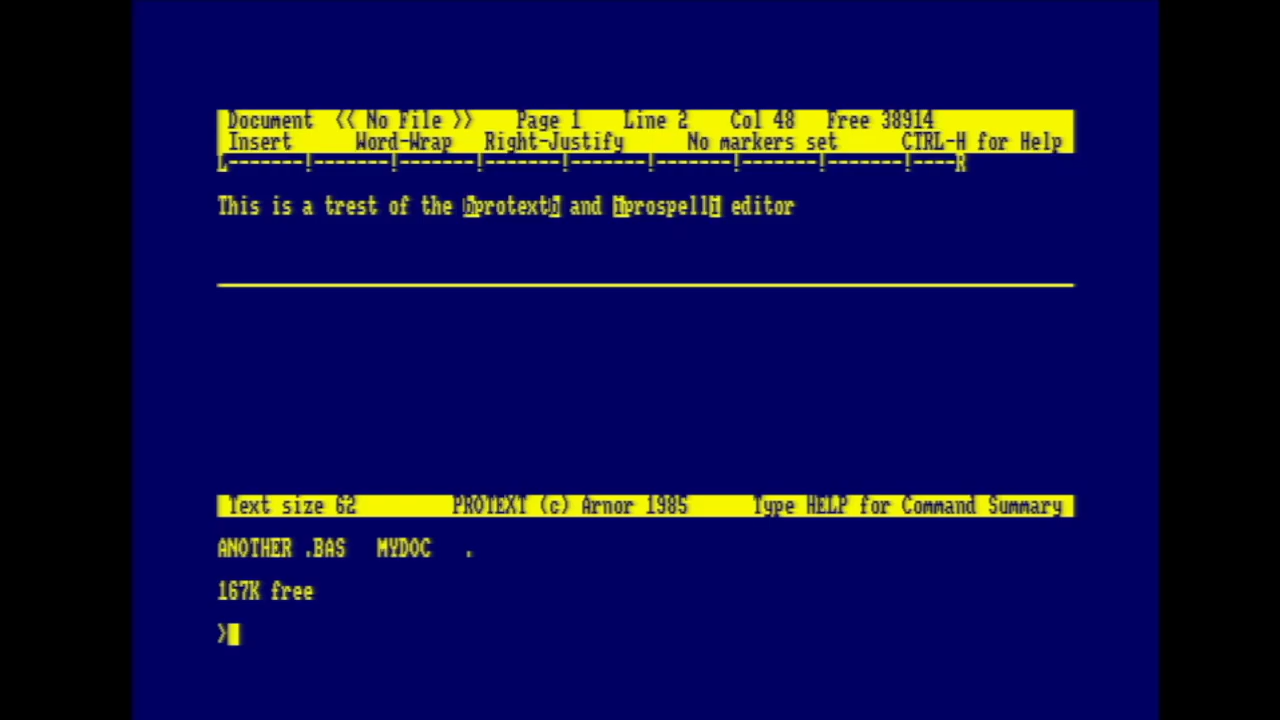 Document << No File >> Page 1 Line 2 Col 48 Free 38914
Insert Word-Wrap Right-Justify No markers set CTRL-H for Help
L-------!-------!-------!-------!-------!-------!-------!-------!----R
This is a trest of the bprotextb and iprospelli editor
Text size 62 PROTEXT (c) Arnor 1985 Type HELP for Command Summary
ANOTHER .BAS MYDOC .
167K free
>